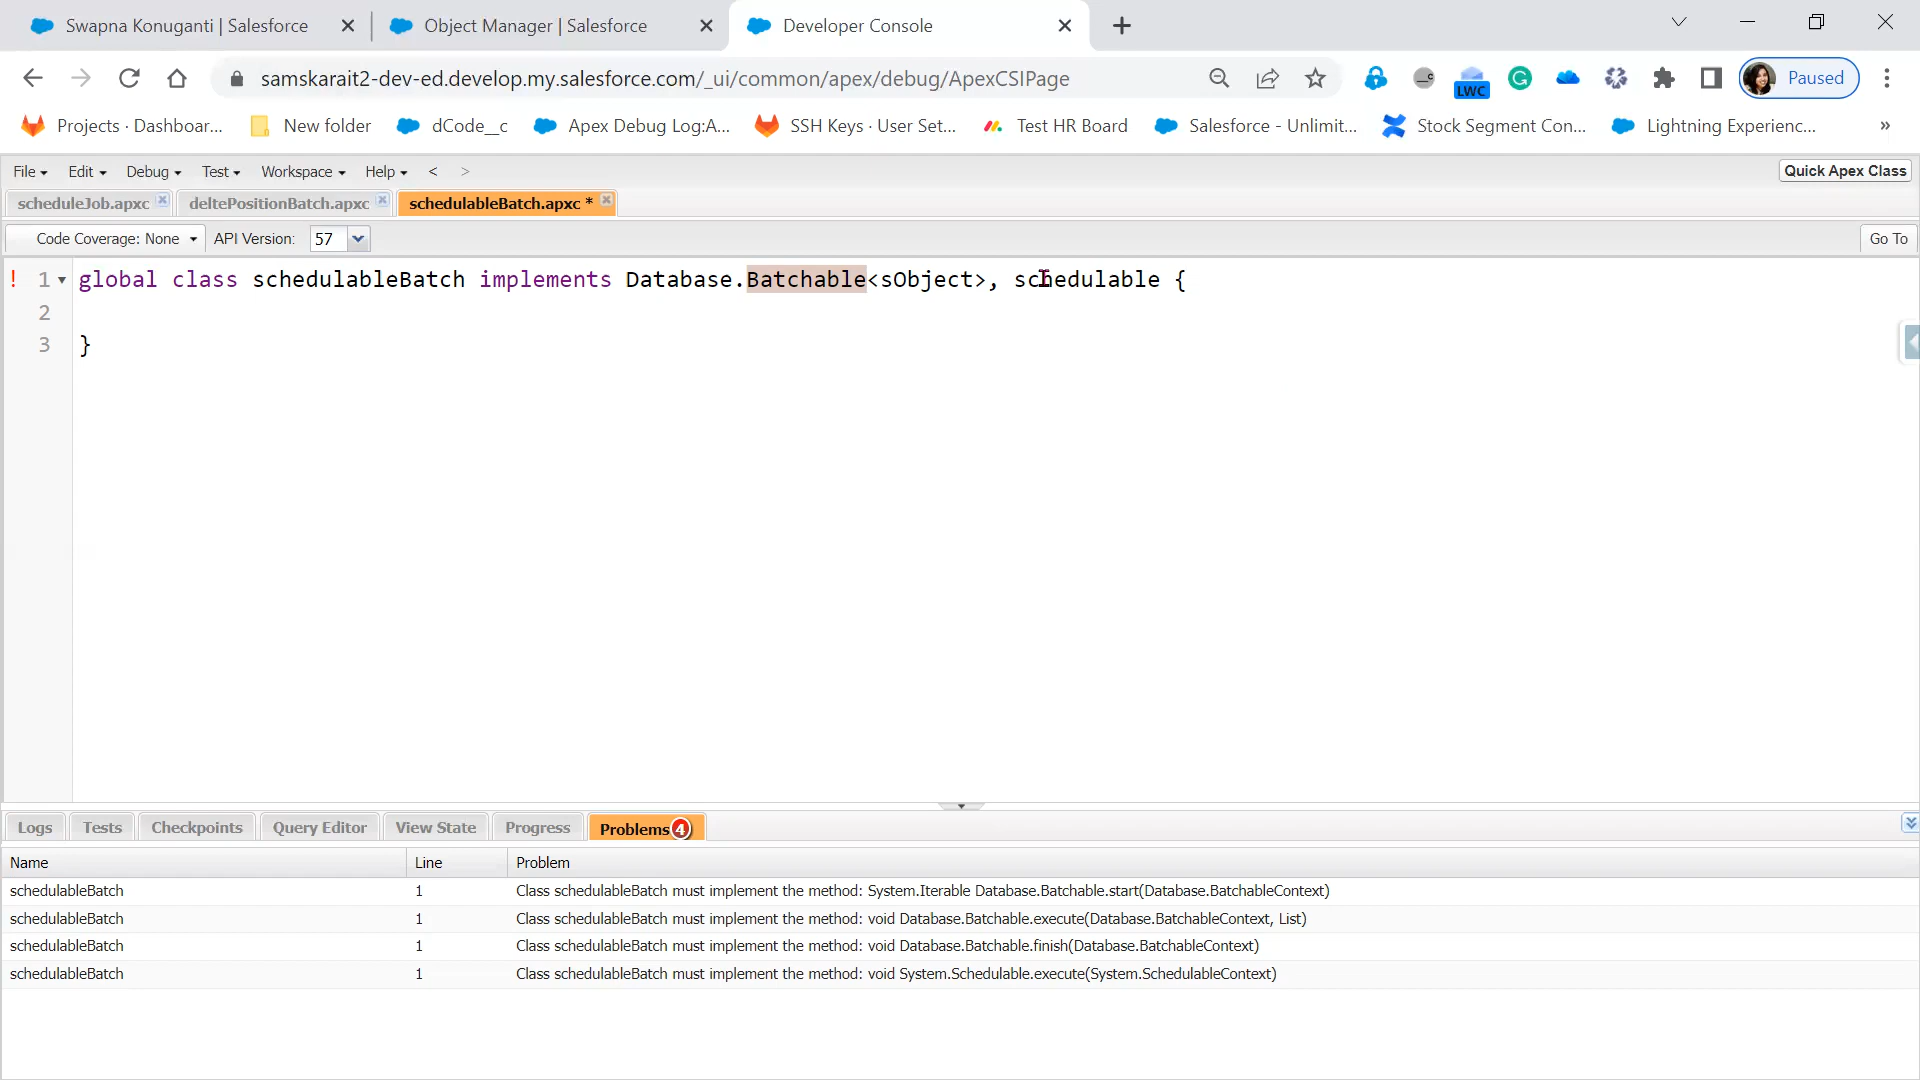 Swapna Konuganti | Salesforce
Object Manager | Salesforce
Developer Console
samskarait2-dev-ed.develop.my.salesforce.com/_ui/common/apex/debug/ApexCSIPage
LWC
Paused
Projects · Dashboar...
New folder
dCode__c
Apex Debug Log:A...
SSH Keys · User Set...
Test HR Board
Salesforce - Unlimit...
Stock Segment Con...
Lightning Experienc...
»
File Edit Debug Test Workspace Help < >
Quick Apex Class
scheduleJob.apxc
deltePositionBatch.apxc
schedulableBatch.apxc *
Code Coverage: None API Version: 57
Go To
! 1 global class schedulableBatch implements Database.Batchable<sObject>, schedulable {
2
3 }
Logs Tests Checkpoints Query Editor View State Progress Problems 4
Name Line Problem
schedulableBatch 1 Class schedulableBatch must implement the method: System.Iterable Database.Batchable.start(Database.BatchableContext)
schedulableBatch 1 Class schedulableBatch must implement the method: void Database.Batchable.execute(Database.BatchableContext, List)
schedulableBatch 1 Class schedulableBatch must implement the method: void Database.Batchable.finish(Database.BatchableContext)
schedulableBatch 1 Class schedulableBatch must implement the method: void System.Schedulable.execute(System.SchedulableContext)